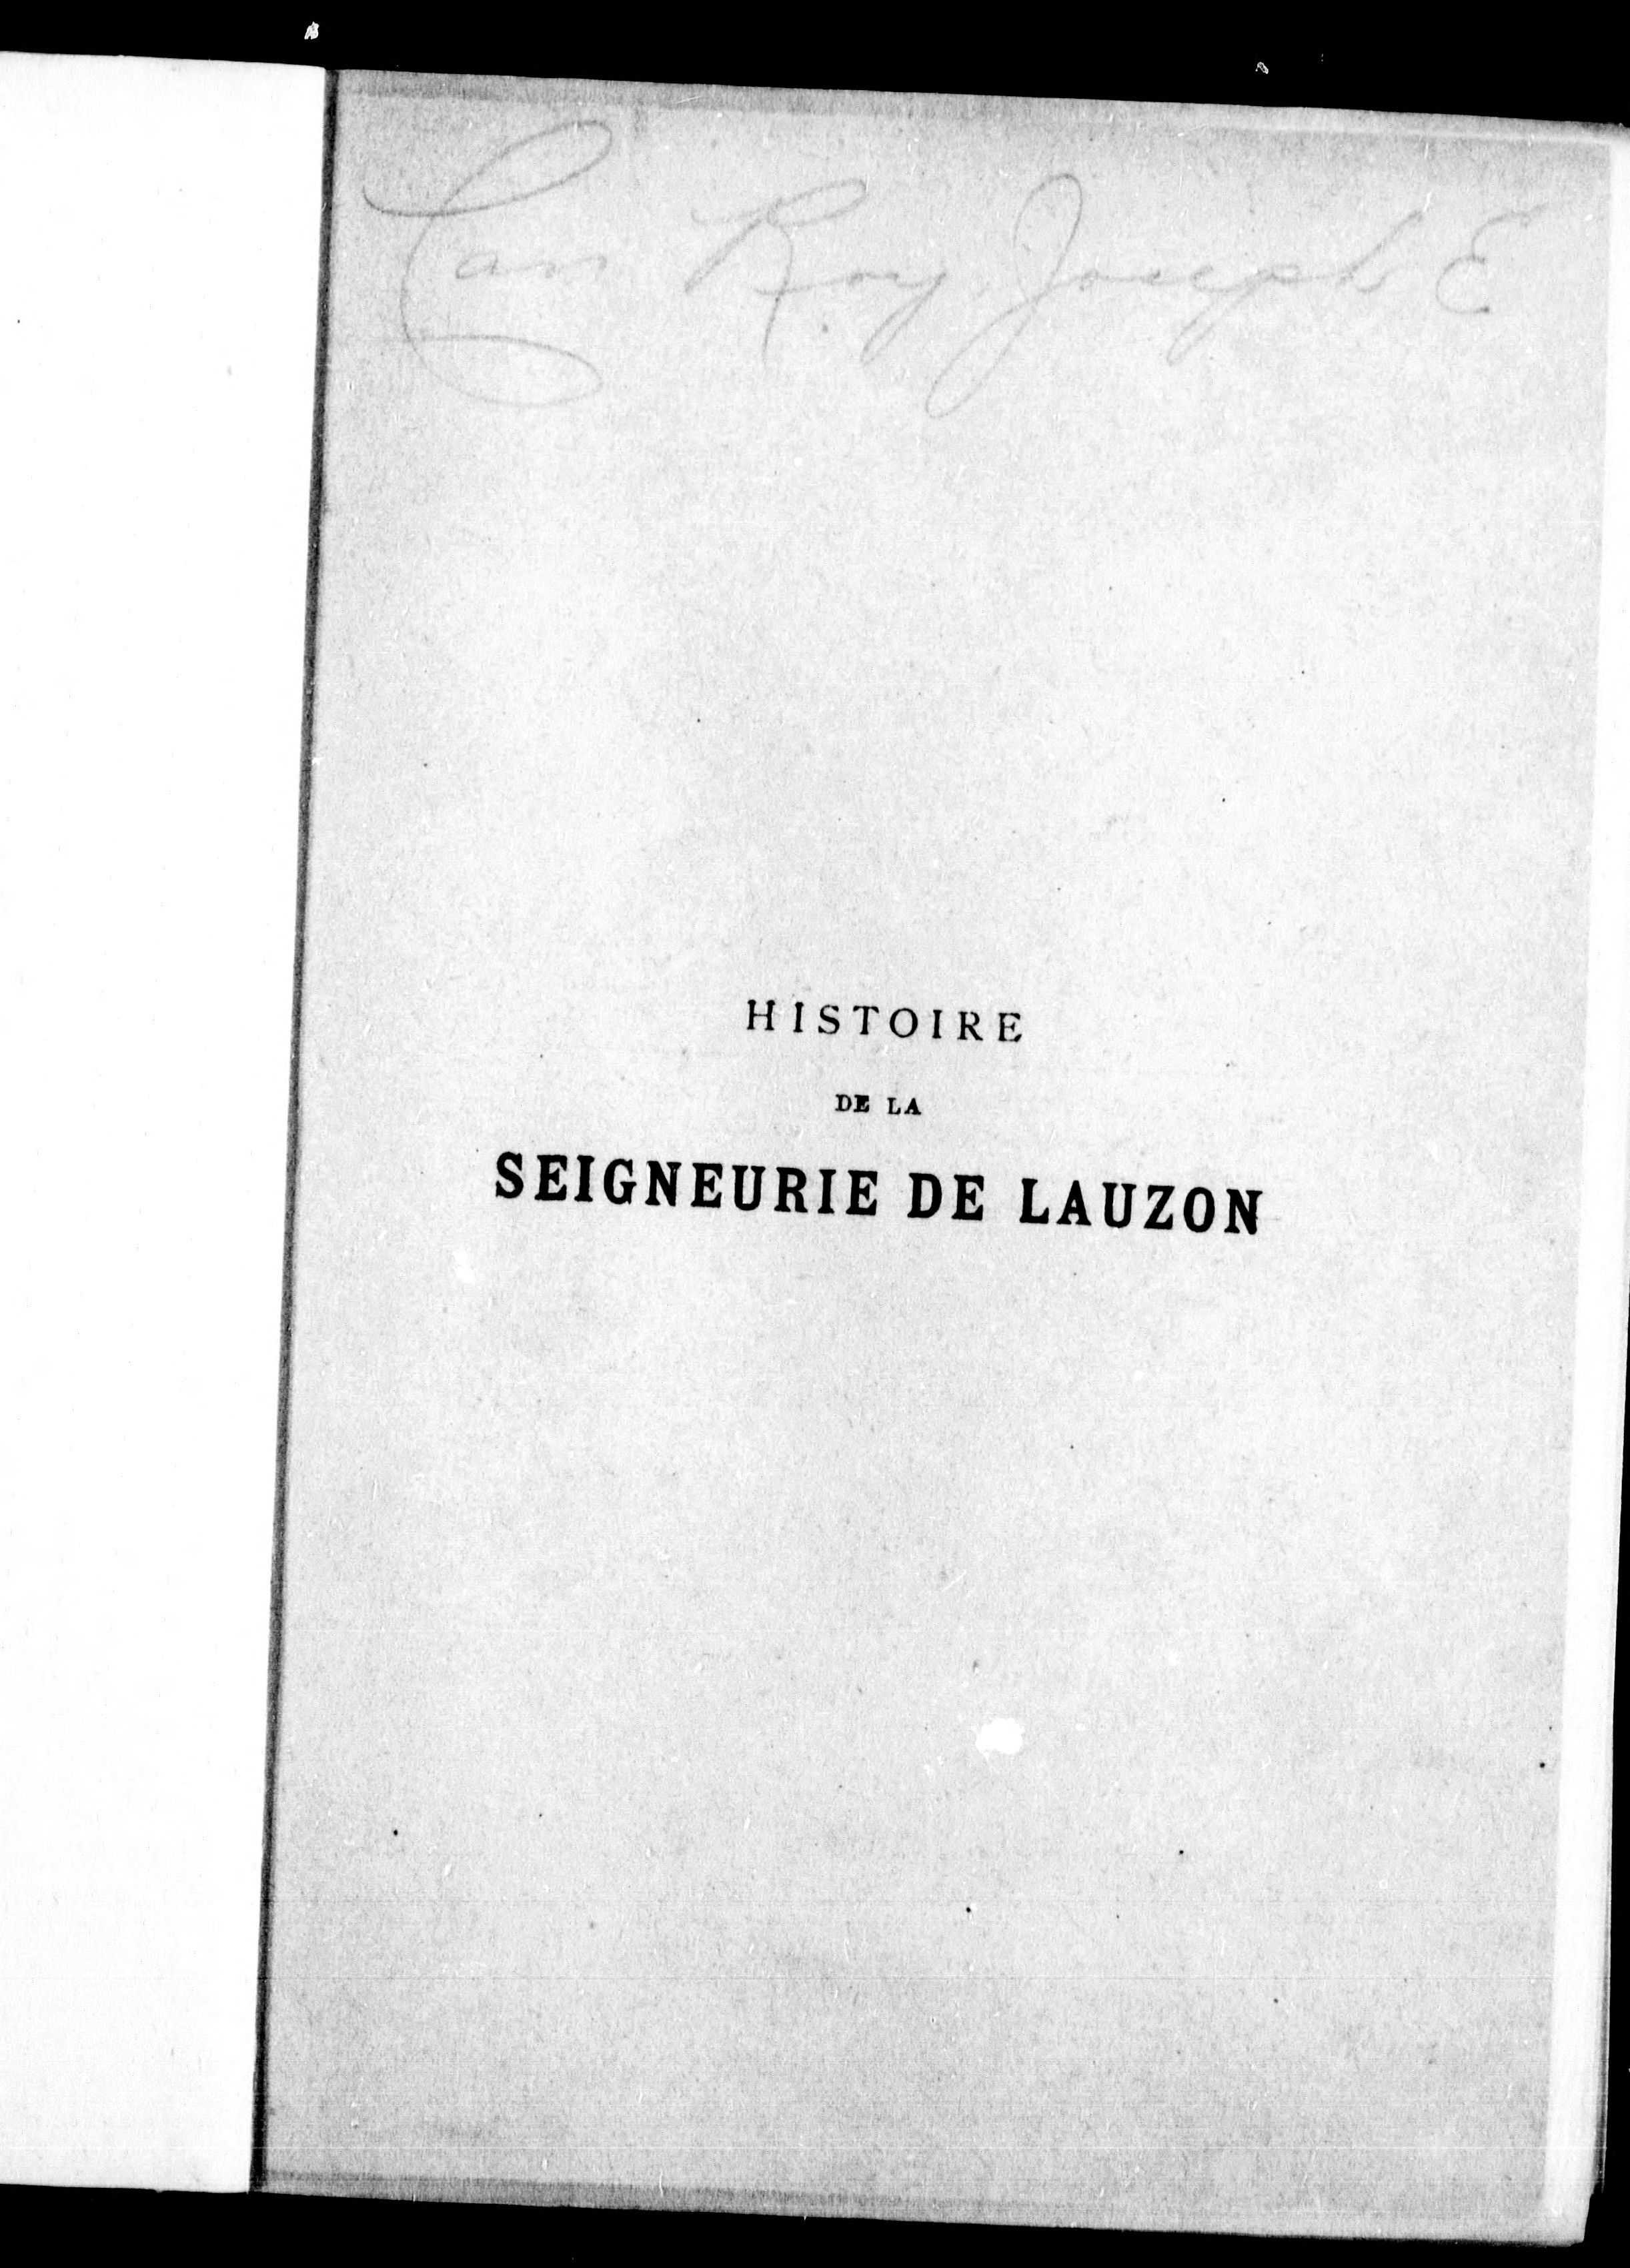 Can Roy, Joseph E
HISTOIRE
DE LA
SEIGNEURIE DE LAUZON